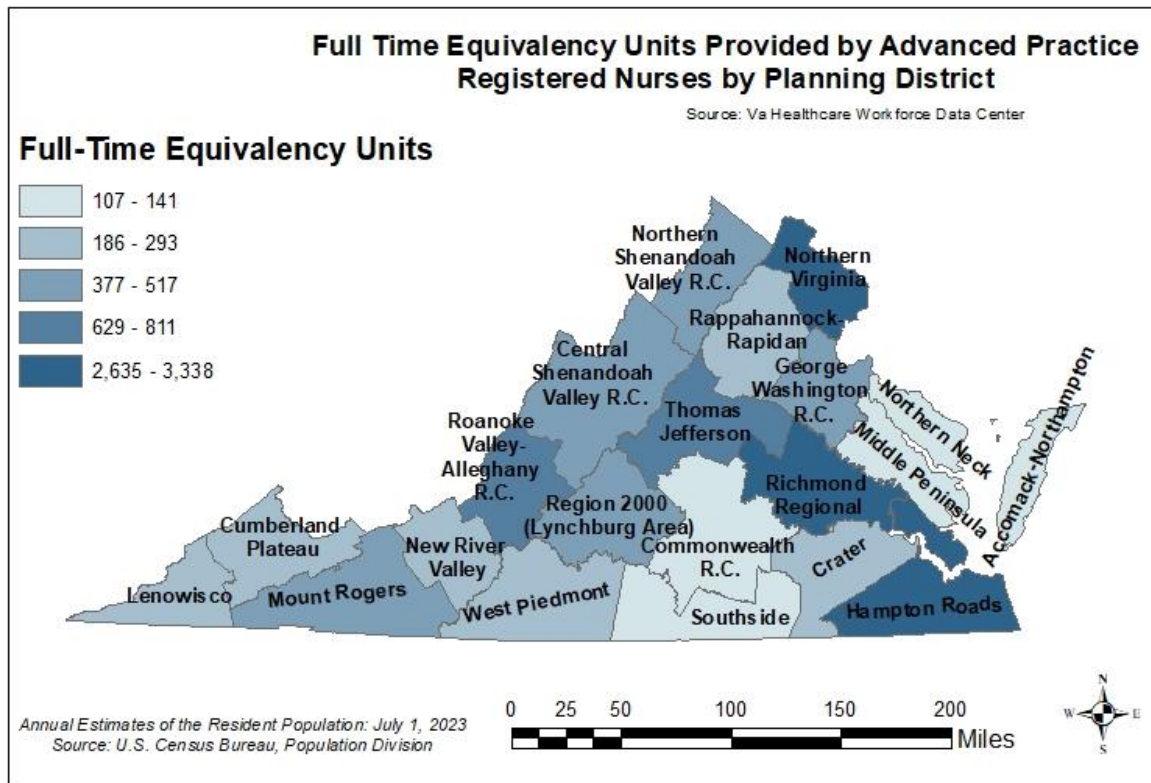 Full Time Equivalency Units Provided by Advanced Practice
Registered Nurses by Planning District
Source: Va Healthcare Workforce Data Center
Full-Time Equivalency Units
107 - 141
186 - 293
377 - 517
629 - 811
2,635 - 3,338
Northern
Shenandoah
Valley R.C.
Northern
Virginia
Rappahannock-
Rapidan
Central
Shenandoah
Valley R.C.
George
Washington
R.C.
Northern Neck
Accomack-Northampton
Thomas
Jefferson
Middle Peninsula
Roanoke
Valley-
Alleghany
R.C.
Richmond
Regional
Region 2000
(Lynchburg Area)
Cumberland
Plateau
New River
Valley
Commonwealth
R.C.
Crater
Lenowisco
Mount Rogers
West Piedmont
Southside
Hampton Roads
Annual Estimates of the Resident Population: July 1, 2023
Source: U.S. Census Bureau, Population Division
0 25 50 100 150 200
Miles
N
W E
S